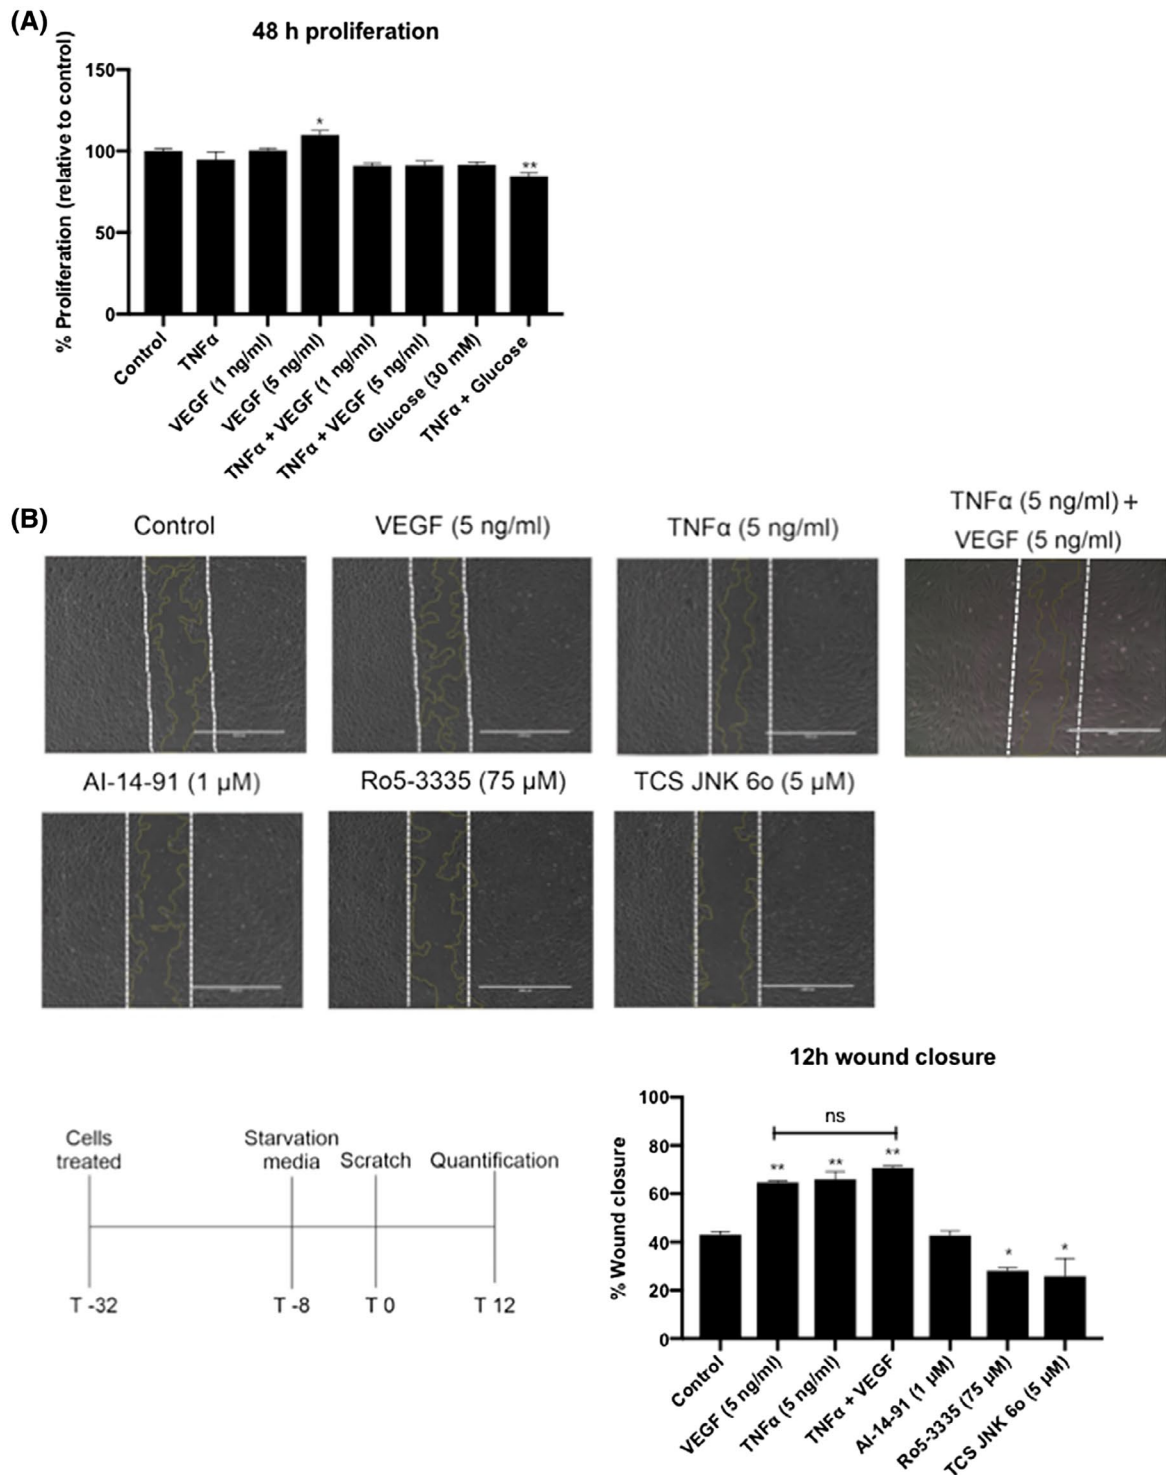 (A)
48 h proliferation
% Proliferation (relative to control)
150
100
50
0
*
**
Control
TNFα
VEGF (1 ng/ml)
VEGF (5 ng/ml)
TNFα + VEGF (1 ng/ml)
TNFα + VEGF (5 ng/ml)
Glucose (30 mM)
TNFα + Glucose
(B)
Control
VEGF (5 ng/ml)
TNFα (5 ng/ml)
TNFα (5 ng/ml) +
VEGF (5 ng/ml)
AI-14-91 (1 μM)
Ro5-3335 (75 μM)
TCS JNK 6o (5 μM)
Cells
treated
Starvation
media
Scratch
Quantification
T -32
T -8
T 0
T 12
12h wound closure
% Wound closure
100
80
60
40
20
0
ns
**
**
**
*
*
Control
VEGF (5 ng/ml)
TNFα (5 ng/ml)
TNFα + VEGF
AI-14-91 (1 μM)
Ro5-3335 (75 μM)
TCS JNK 6o (5 μM)